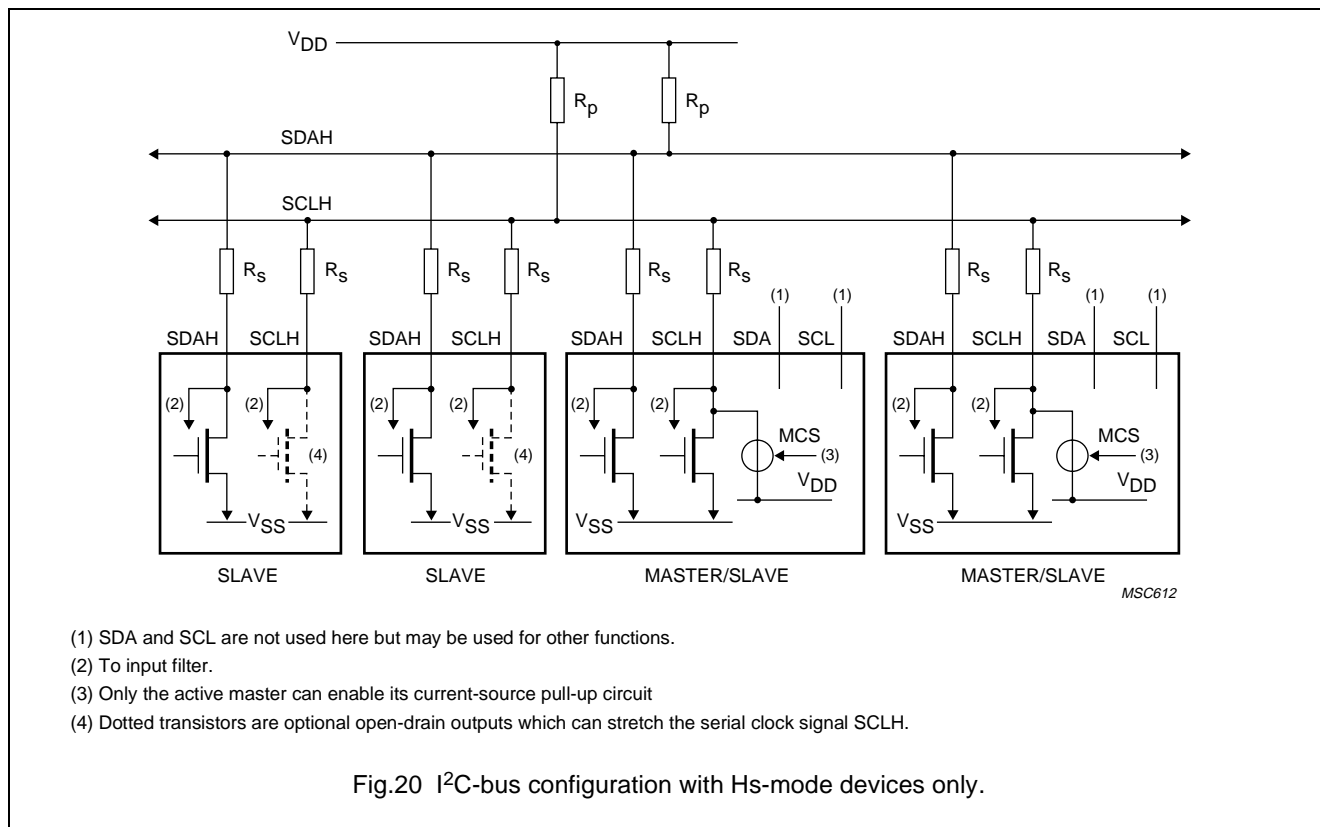 VDD
Rp Rp
SDAH
SCLH
Rs Rs Rs Rs Rs Rs Rs Rs
(1) (1) (1) (1)
SDAH SCLH SDAH SCLH SDAH SCLH SDA SCL SDAH SCLH SDA SCL
(2) (2) (2) (2) (2) (2) (2) (2)
MCS MCS
(4) (4) (3) (3)
VDD VDD
VSS VSS VSS VSS
SLAVE SLAVE MASTER/SLAVE MASTER/SLAVE
MSC612
(1) SDA and SCL are not used here but may be used for other functions.
(2) To input filter.
(3) Only the active master can enable its current-source pull-up circuit
(4) Dotted transistors are optional open-drain outputs which can stretch the serial clock signal SCLH.
Fig.20 I²C-bus configuration with Hs-mode devices only.